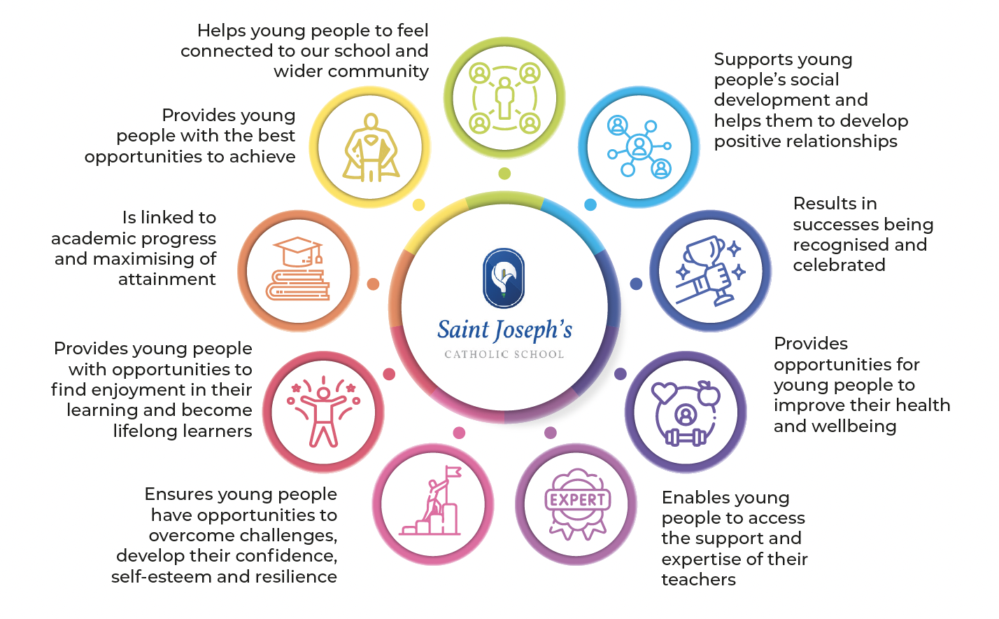 Helps young people to feel
connected to our school and
wider community
Supports young
people's social
development and
helps them to develop
positive relationships
Provides young
people with the best
opportunities to achieve
Results in
successes being
recognised and
celebrated
Is linked to
academic progress
and maximising of
attainment
Saint Joseph's
CATHOLIC SCHOOL
Provides young people
with opportunities to
find enjoyment in their
learning and become
lifelong learners
Provides
opportunities for
young people to
improve their health
and wellbeing
Ensures young people
have opportunities to
overcome challenges,
develop their confidence,
self-esteem and resilience
EXPERT
Enables young
people to access
the support and
expertise of their
teachers